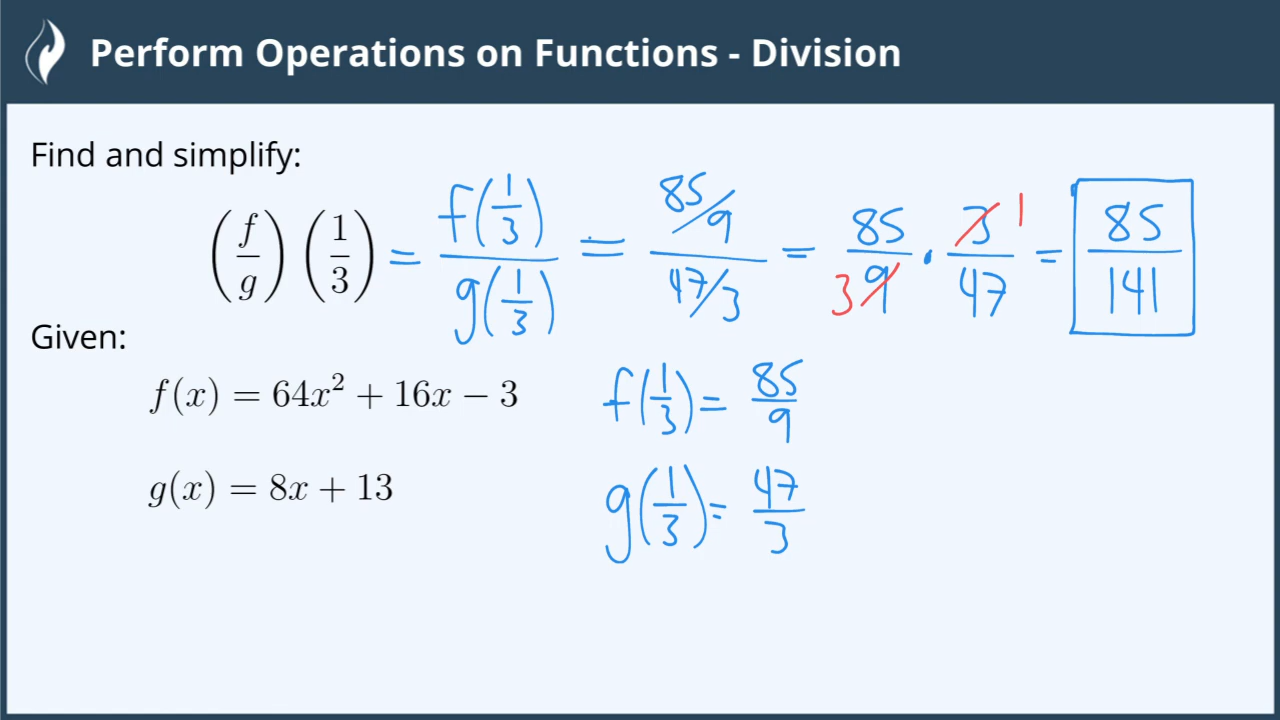 Perform Operations on Functions - Division
Find and simplify:
(f/g)(1/3) = f(1/3)/g(1/3) = (85/9)/(47/3) = 85/9 3 · 3/47 1 = 85/141
Given:
f(x) = 64x² + 16x − 3
f(1/3) = 85/9
g(x) = 8x + 13
g(1/3) = 47/3